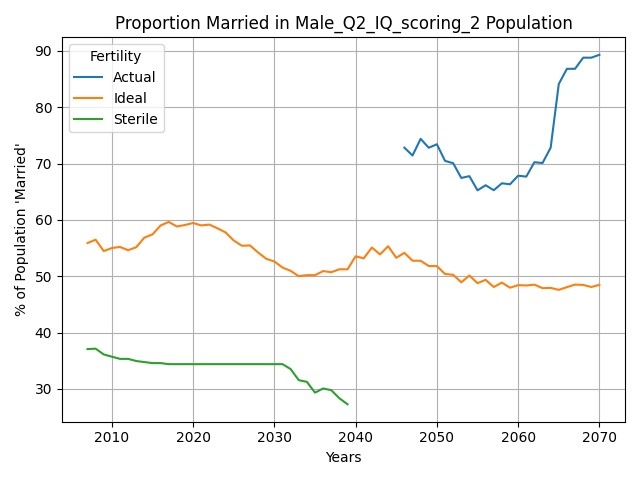 Proportion Married in Male_Q2_IQ_scoring_2 Population
Fertility
Actual
Ideal
Sterile
% of Population 'Married'
90
80
70
60
50
40
30
2010
2020
2030
2040
2050
2060
2070
Years